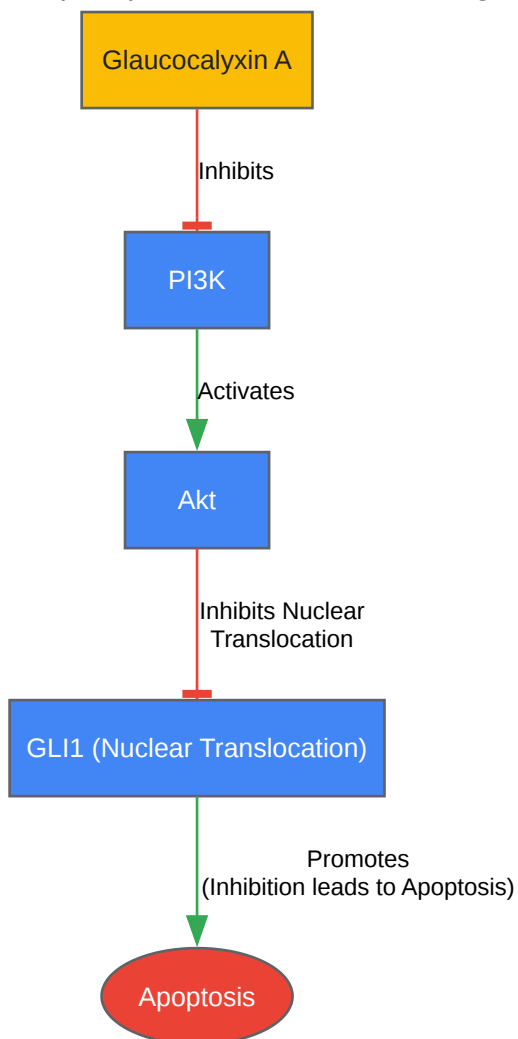 Glaucocalyxin A
Inhibits
PI3K
Activates
Akt
Inhibits Nuclear
Translocation
GLI1 (Nuclear Translocation)
Promotes
(Inhibition leads to Apoptosis)
Apoptosis